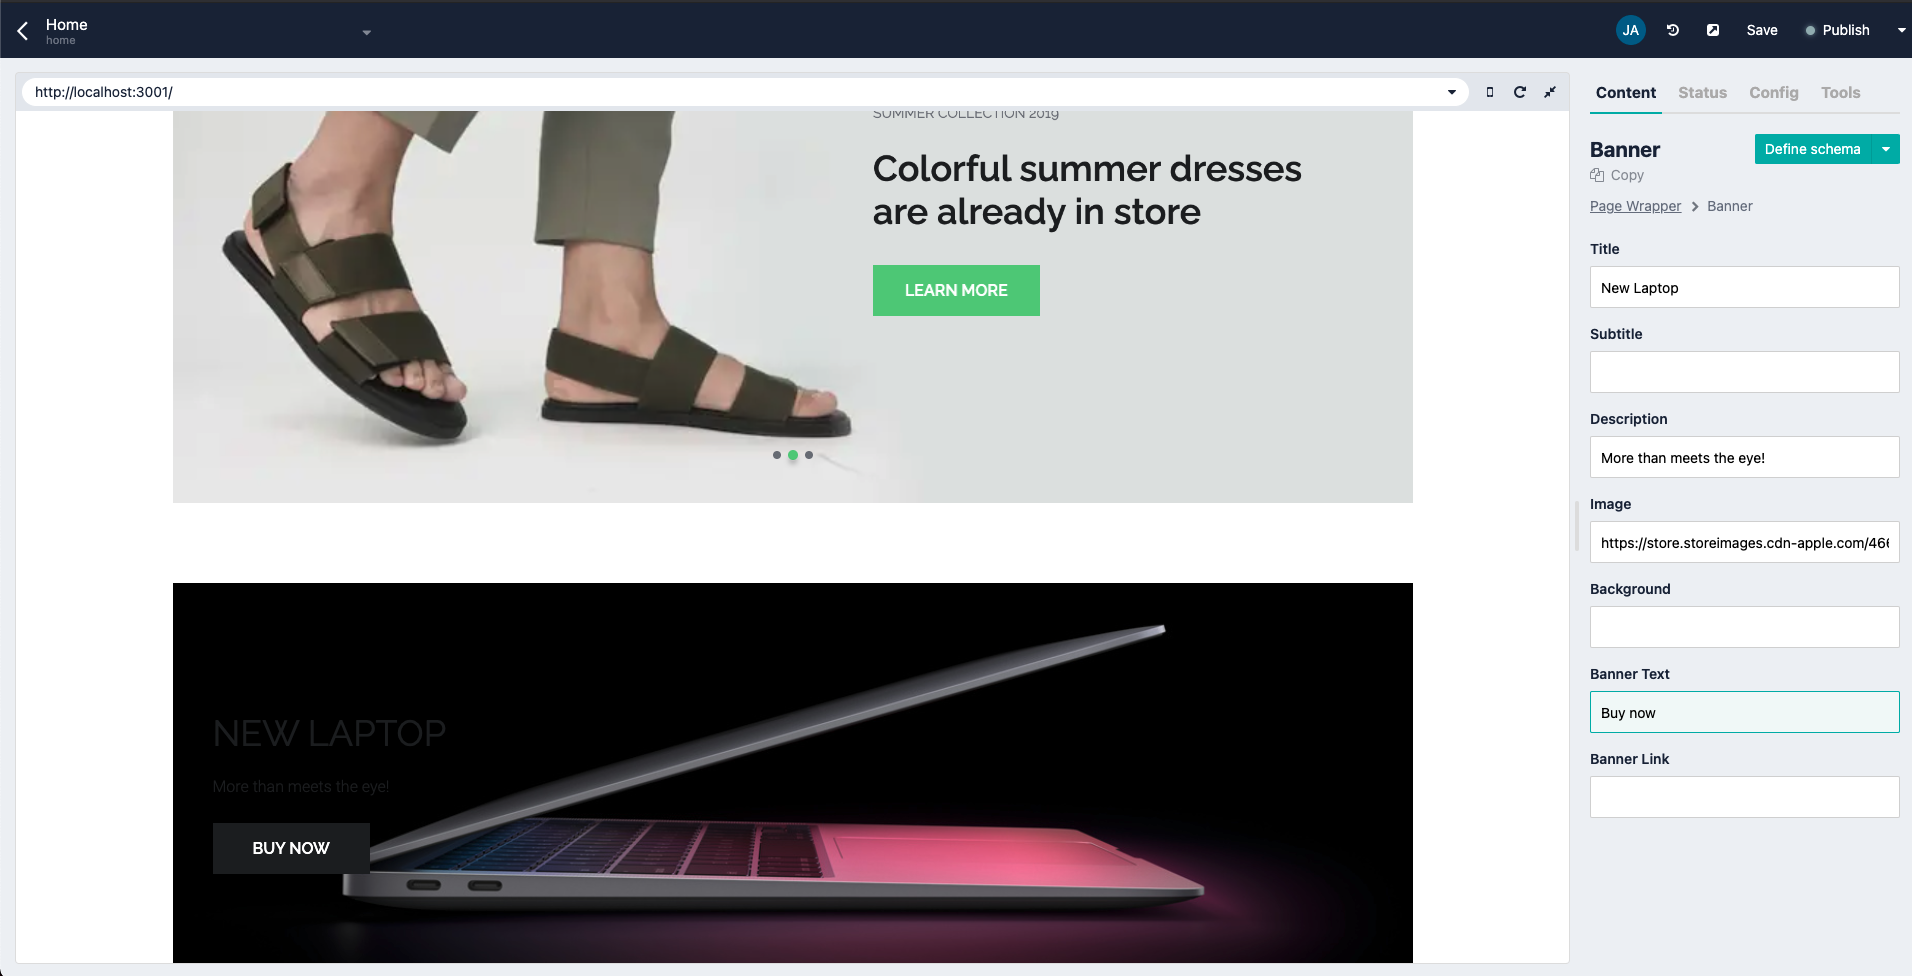 Home
home
JA
Save
Publish
http://localhost:3001/
SUMMER COLLECTION 2019
Colorful summer dresses
are already in store
LEARN MORE
NEW LAPTOP
More than meets the eye!
BUY NOW
Content
Status
Config
Tools
Banner
Define schema
Copy
Page Wrapper
Banner
Title
New Laptop
Subtitle
Description
More than meets the eye!
Image
https://store.storeimages.cdn-apple.com/466
Background
Banner Text
Buy now
Banner Link